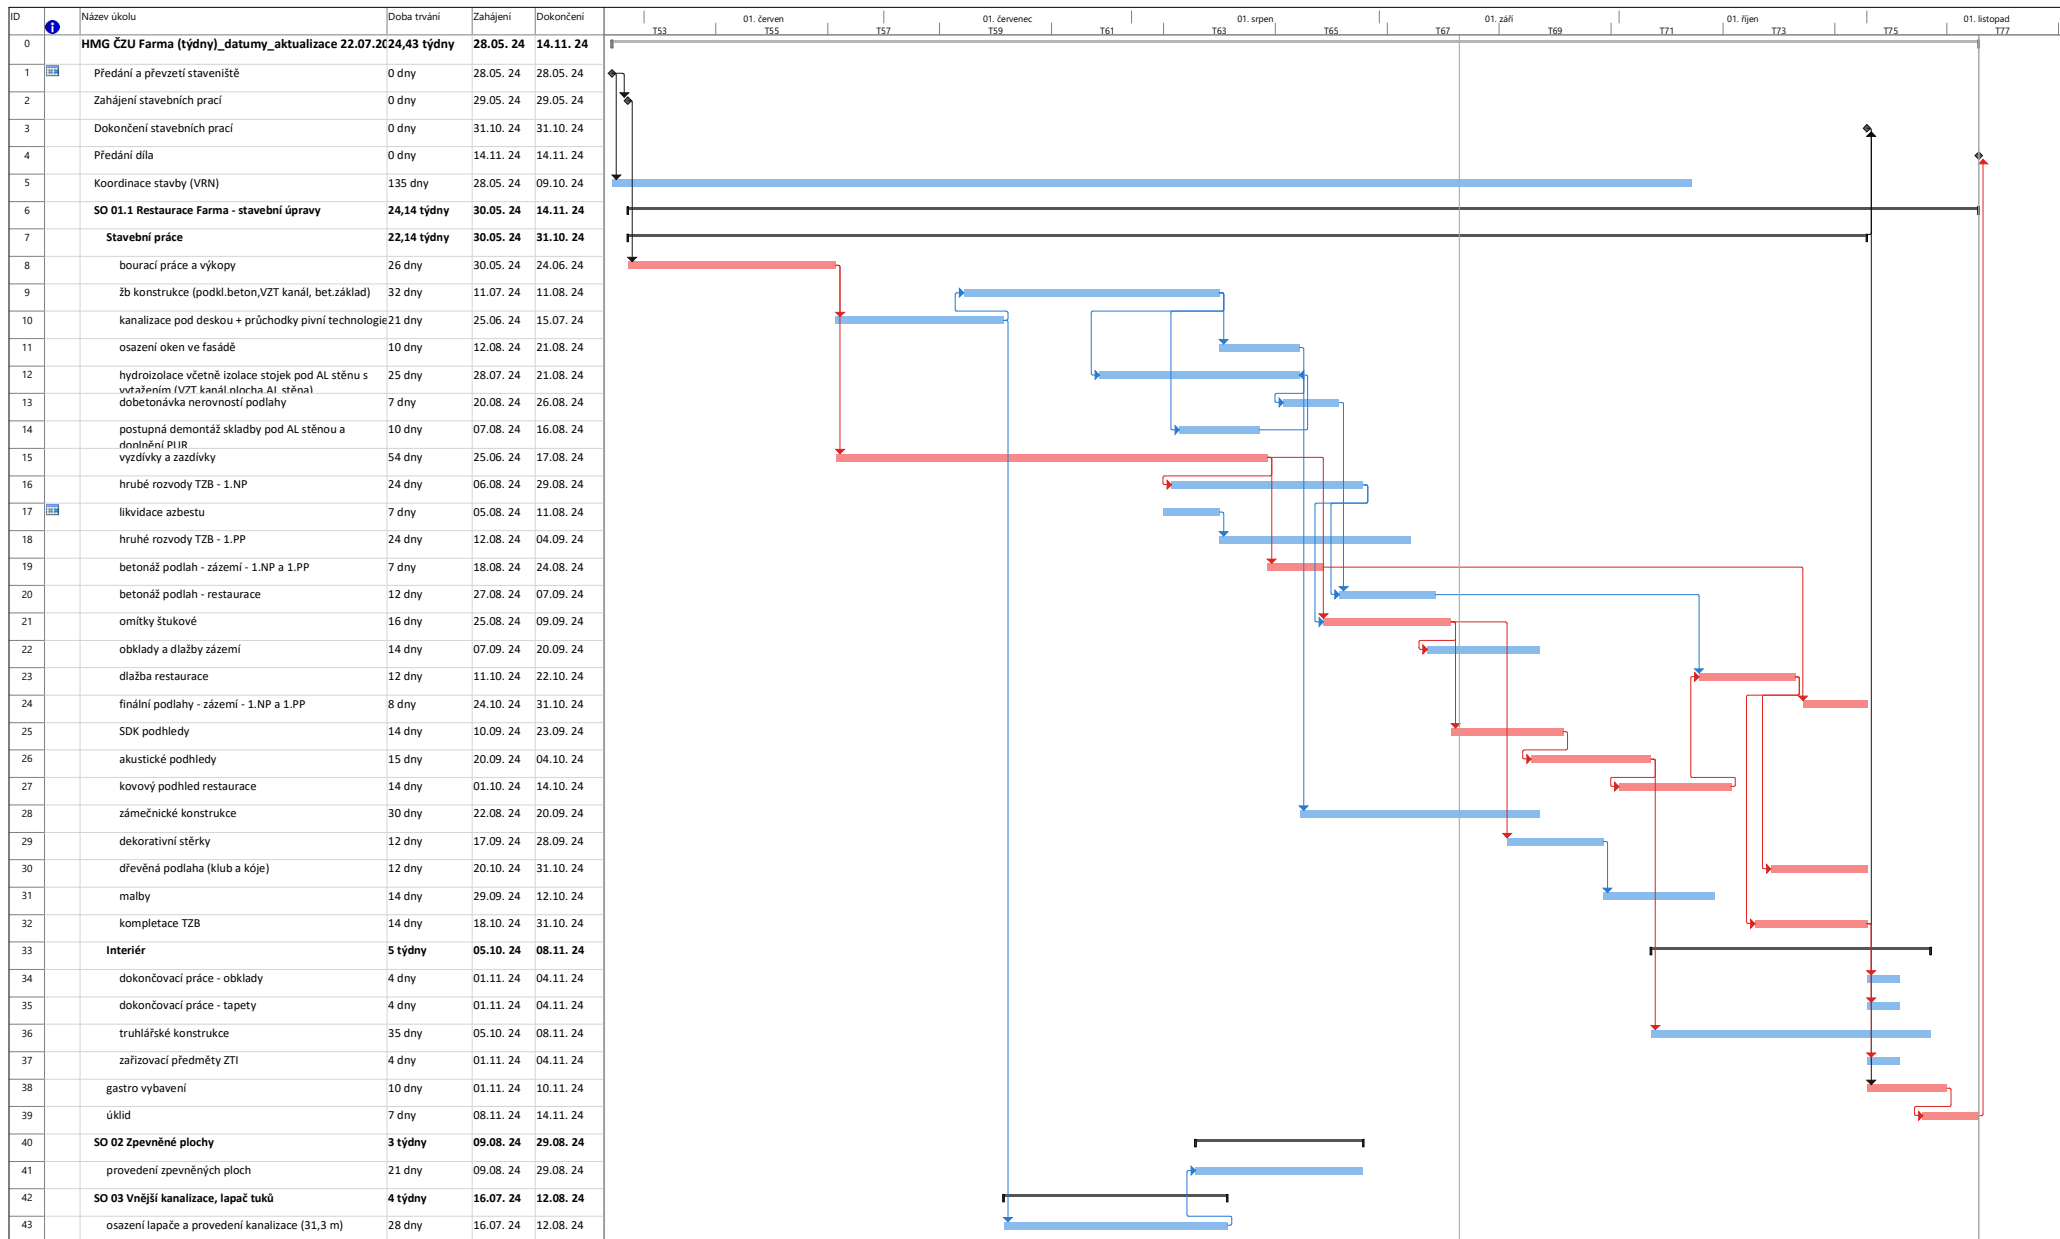 ID Název úkolu Doba trvání Zahájení Dokončení
01. červen 01. červenec 01. srpen 01. září 01. říjen 01. listopad
T53 T55 T57 T59 T61 T63 T65 T67 T69 T71 T73 T75 T77
0 HMG ČZU Farma (týdny)_datumy_aktualizace 22.07.20 24,43 týdny 28.05. 24 14.11. 24
1 Předání a převzetí staveniště 0 dny 28.05. 24 28.05. 24
2 Zahájení stavebních prací 0 dny 29.05. 24 29.05. 24
3 Dokončení stavebních prací 0 dny 31.10. 24 31.10. 24
4 Předání díla 0 dny 14.11. 24 14.11. 24
5 Koordinace stavby (VRN) 135 dny 28.05. 24 09.10. 24
6 SO 01.1 Restaurace Farma - stavební úpravy 24,14 týdny 30.05. 24 14.11. 24
7 Stavební práce 22,14 týdny 30.05. 24 31.10. 24
8 bourací práce a výkopy 26 dny 30.05. 24 24.06. 24
9 žb konstrukce (podkl.beton,VZT kanál, bet.základ) 32 dny 11.07. 24 11.08. 24
10 kanalizace pod deskou + průchodky pivní technologie 21 dny 25.06. 24 15.07. 24
11 osazení oken ve fasádě 10 dny 12.08. 24 21.08. 24
12 hydroizolace včetně izolace stojek pod AL stěnu s 25 dny 28.07. 24 21.08. 24
vytažením (VZT kanál,plocha,AL stěna)
13 dobetonávka nerovností podlahy 7 dny 20.08. 24 26.08. 24
14 postupná demontáž skladby pod AL stěnou a 10 dny 07.08. 24 16.08. 24
doplnění PUR
15 vyzdívky a zazdívky 54 dny 25.06. 24 17.08. 24
16 hrubé rozvody TZB - 1.NP 24 dny 06.08. 24 29.08. 24
17 likvidace azbestu 7 dny 05.08. 24 11.08. 24
18 hruhé rozvody TZB - 1.PP 24 dny 12.08. 24 04.09. 24
19 betonáž podlah - zázemí - 1.NP a 1.PP 7 dny 18.08. 24 24.08. 24
20 betonáž podlah - restaurace 12 dny 27.08. 24 07.09. 24
21 omítky štukové 16 dny 25.08. 24 09.09. 24
22 obklady a dlažby zázemí 14 dny 07.09. 24 20.09. 24
23 dlažba restaurace 12 dny 11.10. 24 22.10. 24
24 finální podlahy - zázemí - 1.NP a 1.PP 8 dny 24.10. 24 31.10. 24
25 SDK podhledy 14 dny 10.09. 24 23.09. 24
26 akustické podhledy 15 dny 20.09. 24 04.10. 24
27 kovový podhled restaurace 14 dny 01.10. 24 14.10. 24
28 zámečnické konstrukce 30 dny 22.08. 24 20.09. 24
29 dekorativní stěrky 12 dny 17.09. 24 28.09. 24
30 dřevěná podlaha (klub a kóje) 12 dny 20.10. 24 31.10. 24
31 malby 14 dny 29.09. 24 12.10. 24
32 kompletace TZB 14 dny 18.10. 24 31.10. 24
33 Interiér 5 týdny 05.10. 24 08.11. 24
34 dokončovací práce - obklady 4 dny 01.11. 24 04.11. 24
35 dokončovací práce - tapety 4 dny 01.11. 24 04.11. 24
36 truhlářské konstrukce 35 dny 05.10. 24 08.11. 24
37 zařizovací předměty ZTI 4 dny 01.11. 24 04.11. 24
38 gastro vybavení 10 dny 01.11. 24 10.11. 24
39 úklid 7 dny 08.11. 24 14.11. 24
40 SO 02 Zpevněné plochy 3 týdny 09.08. 24 29.08. 24
41 provedení zpevněných ploch 21 dny 09.08. 24 29.08. 24
42 SO 03 Vnější kanalizace, lapač tuků 4 týdny 16.07. 24 12.08. 24
43 osazení lapače a provedení kanalizace (31,3 m) 28 dny 16.07. 24 12.08. 24